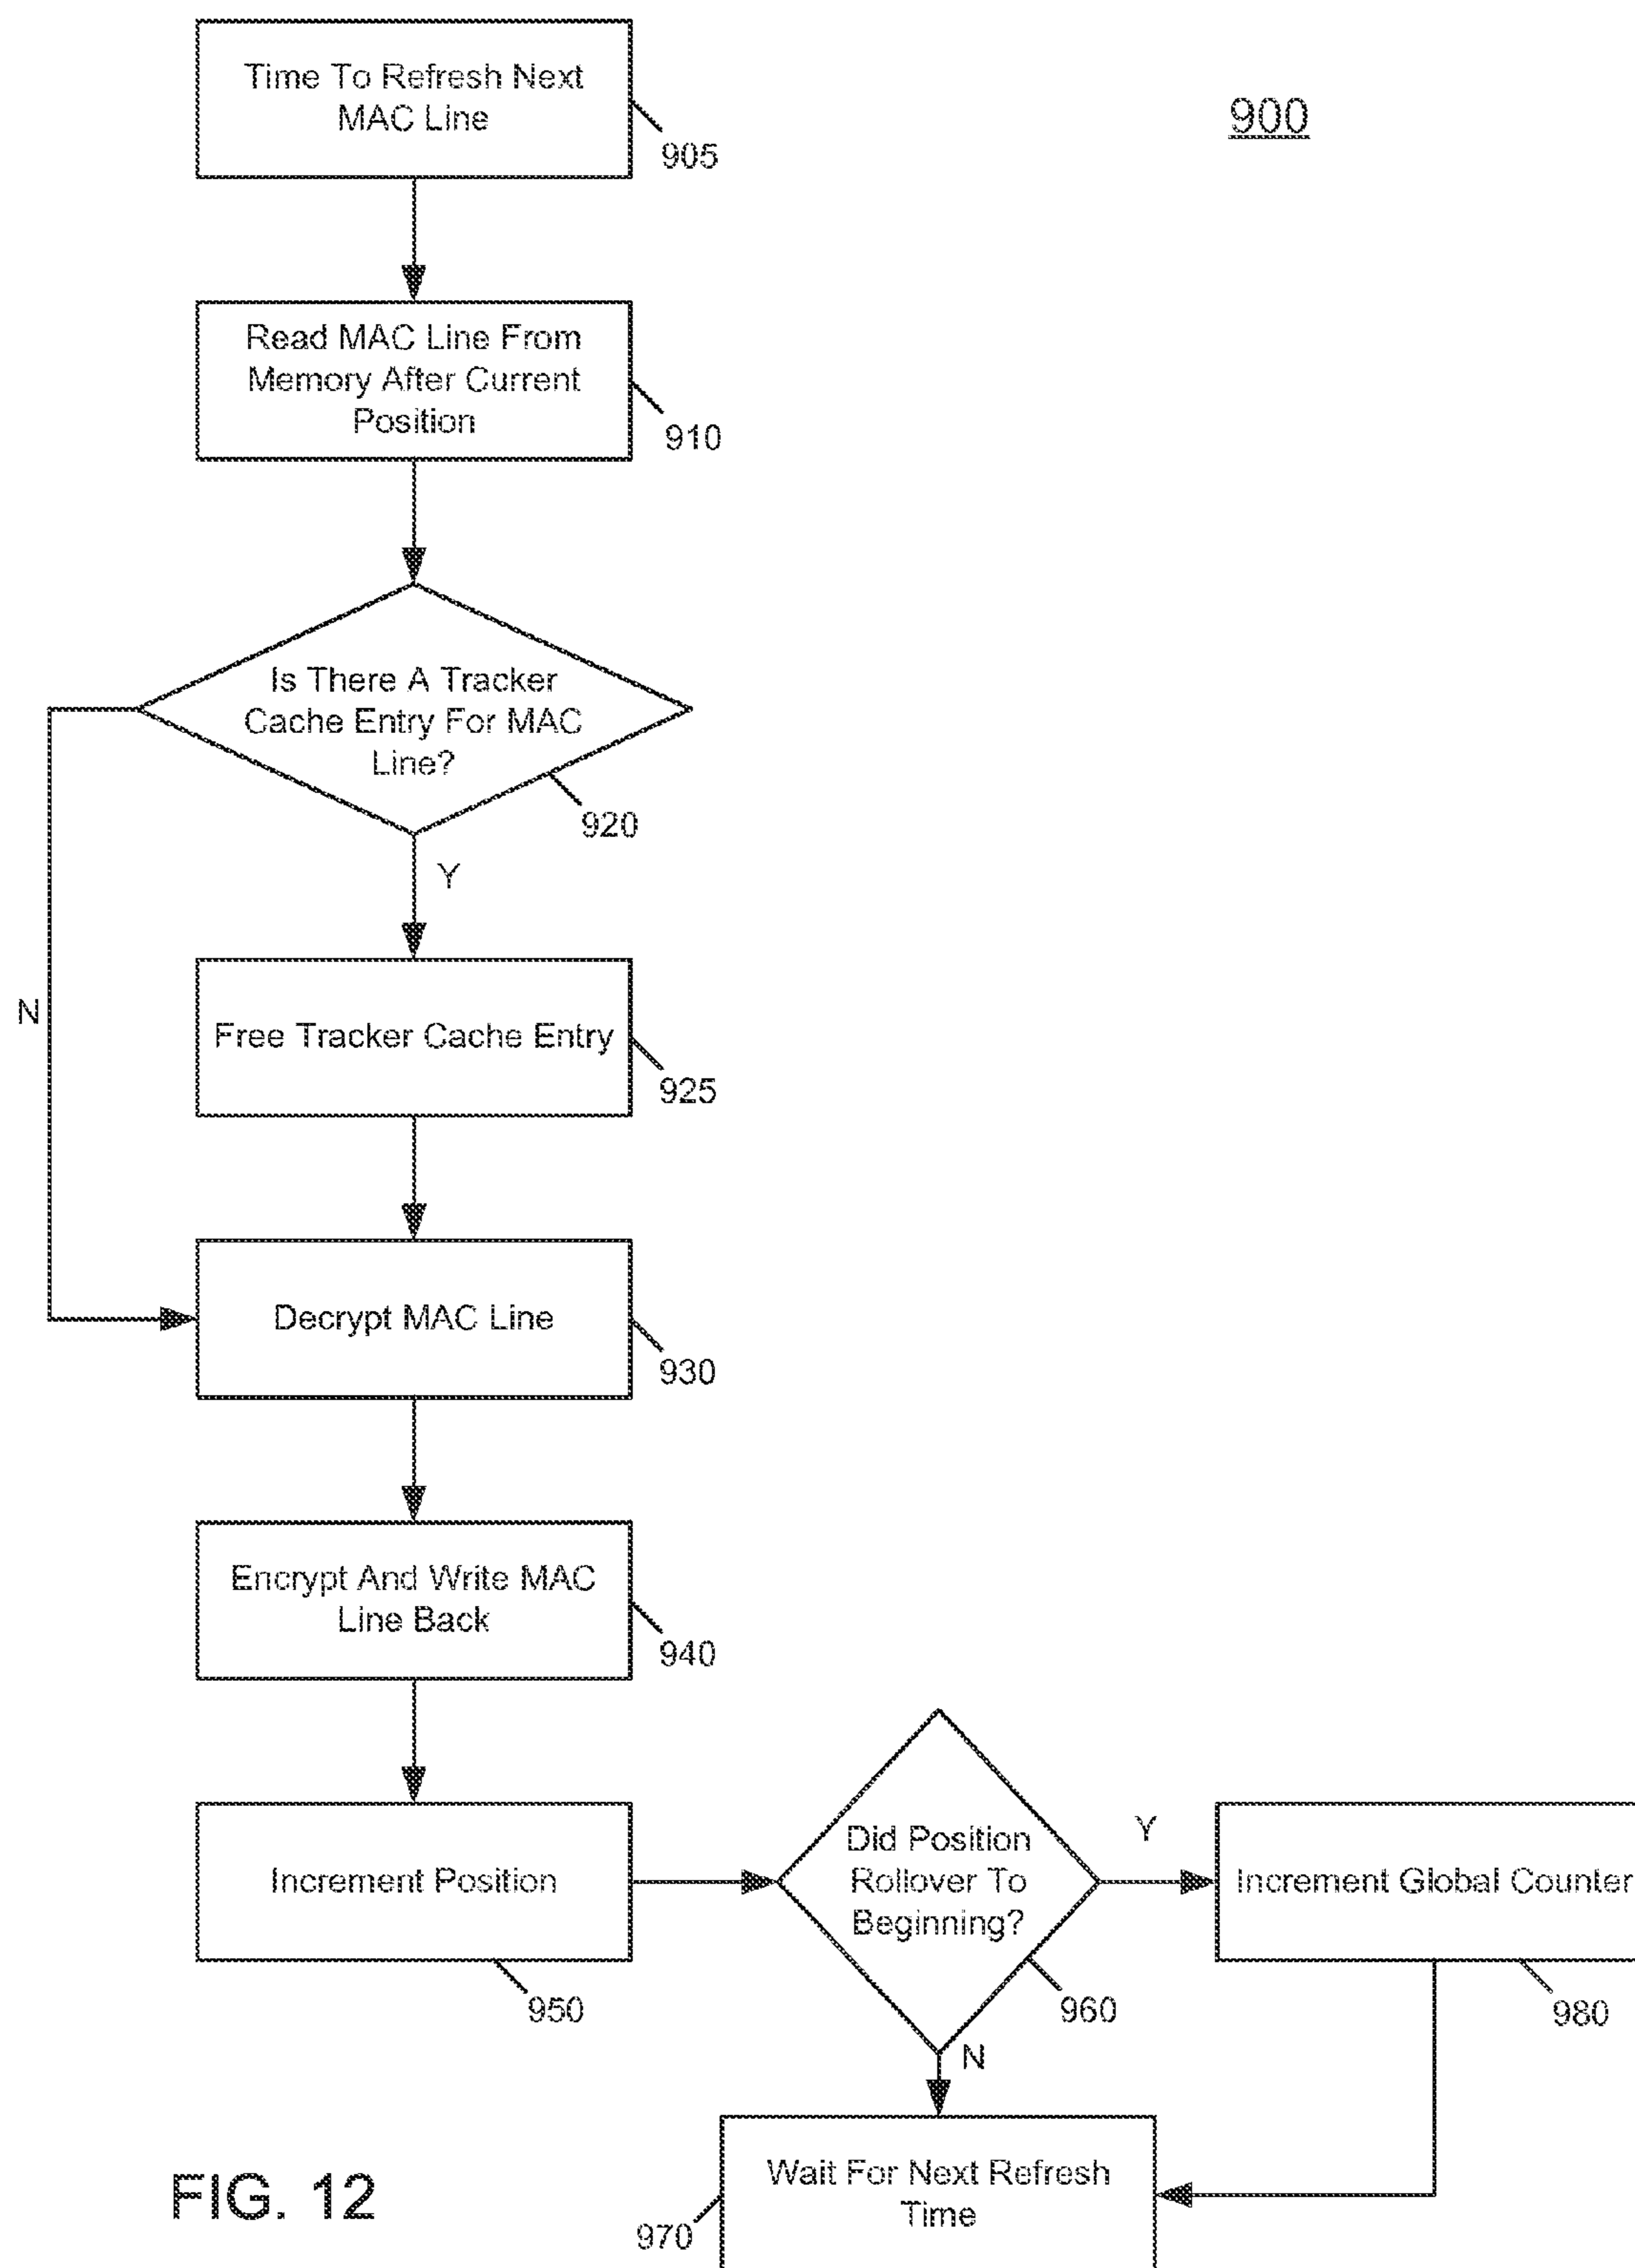 Time To Refresh Next
MAC Line
905
900
Read MAC Line From
Memory After Current
Position
910
Is There A Tracker
Cache Entry For MAC
Line?
920
Y
N
Free Tracker Cache Entry
925
Decrypt MAC Line
930
Encrypt And Write MAC
Line Back
940
Increment Position
950
Did Position
Rollover To
Beginning?
960
Y
Increment Global Counter
980
N
Wait For Next Refresh
Time
970
FIG. 12